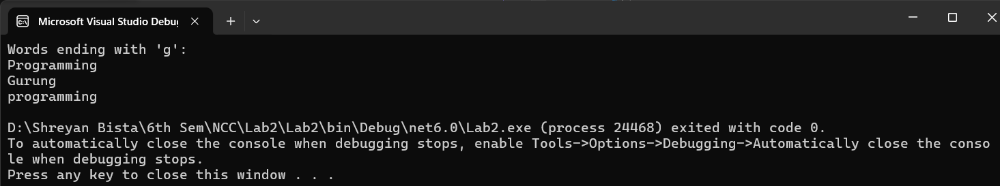 Microsoft Visual Studio Debu
Words ending with 'g':
Programming
Gurung
programming
D:\Shreyan Bista\6th Sem\NCC\Lab2\Lab2\bin\Debug\net6.0\Lab2.exe (process 24468) exited with code 0.
To automatically close the console when debugging stops, enable Tools->Options->Debugging->Automatically close the conso
le when debugging stops.
Press any key to close this window . . .